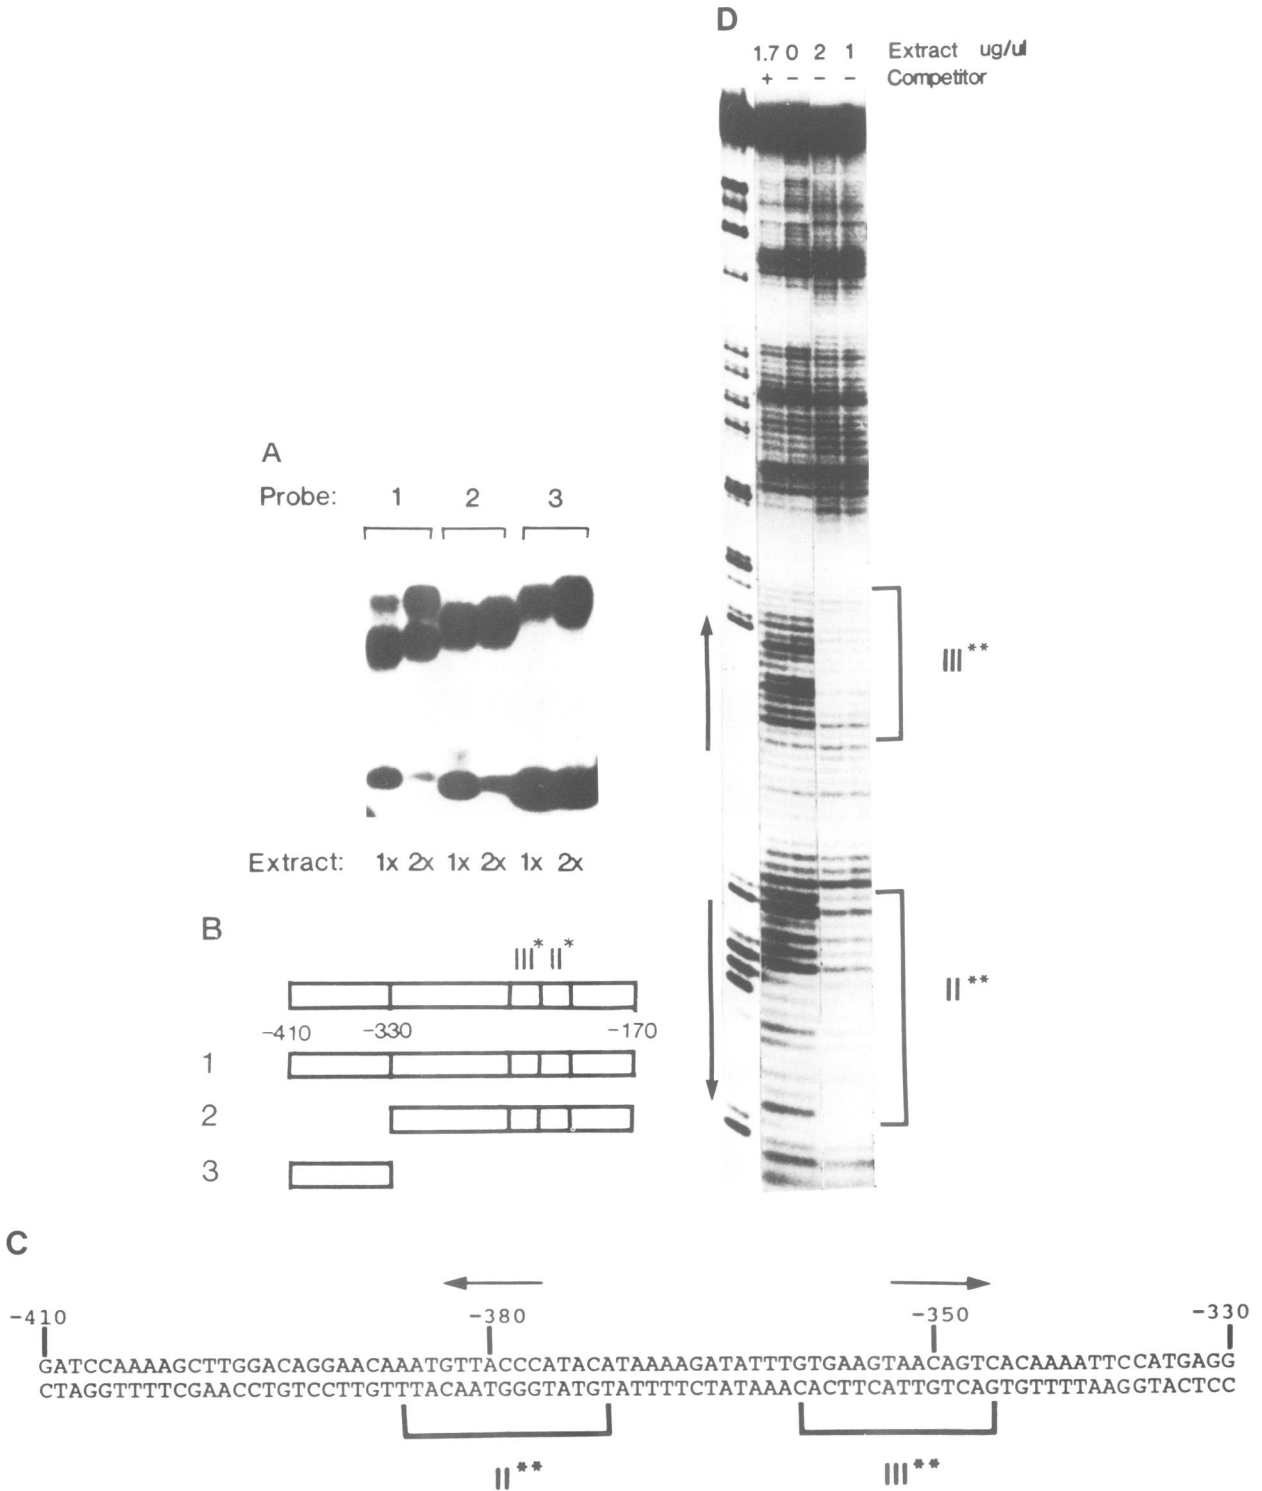 D
1.7 0 2 1 Extract ug/ul
+ − − − Competitor
A
Probe: 1 2 3
III**
II**
Extract: 1x 2x 1x 2x 1x 2x
B
III* II*
−410 −330 −170
1
2
3
C
−410 −380 −350 −330
GATCCAAAAGCTTGGACAGGAACAAATGTTACCCATACATAAAAGATATTTGTGAAGTAACAGTCACAAAATTCCATGAGG
CTAGGTTTTCGAACCTGTCCTTGTTTACAATGGGTATGTATTTTCTATAAACACTTCATTGTCAGTGTTTTAAGGTACTCC
II** III**